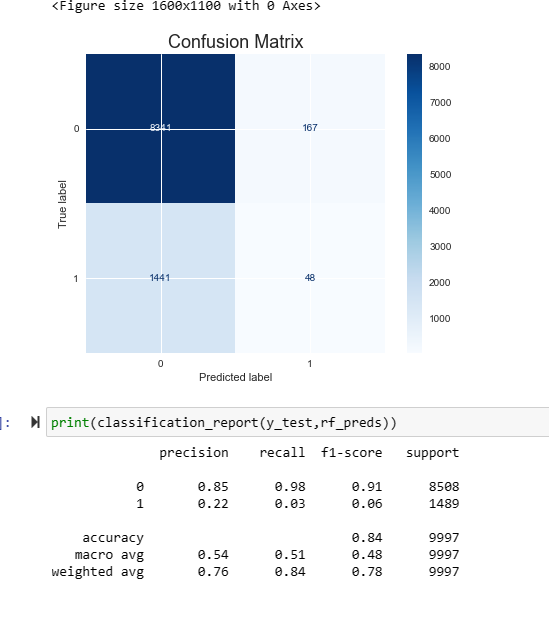 <Figure size 1600x1100 with 0 Axes>
Confusion Matrix
8000
7000
6000
5000
4000
3000
2000
1000
0
8341
167
True label
1
1441
48
0
1
Predicted label
]:
print(classification_report(y_test,rf_preds))
precision recall f1-score support
0 0.85 0.98 0.91 8508
1 0.22 0.03 0.06 1489
accuracy 0.84 9997
macro avg 0.54 0.51 0.48 9997
weighted avg 0.76 0.84 0.78 9997